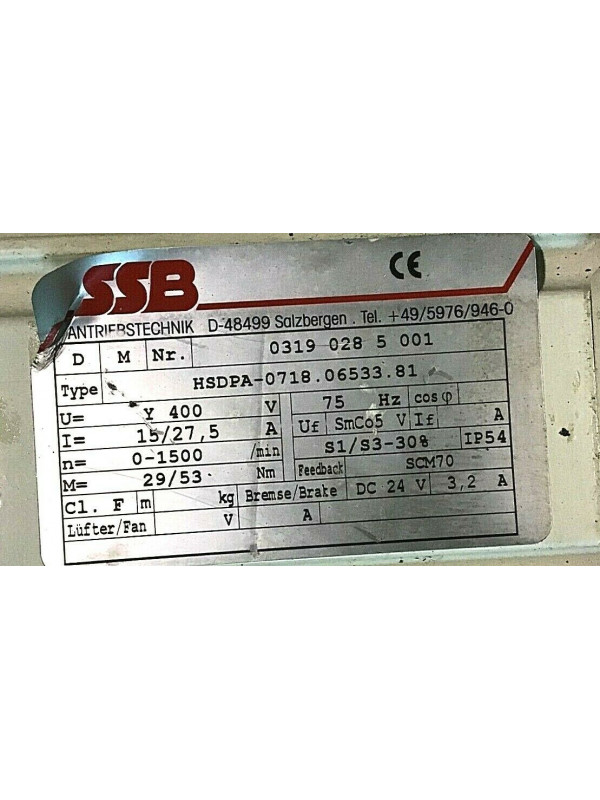 SSB
CE
ANTRIEBSTECHNIK D-48499 Salzbergen . Tel. +49/5976/946-0
D M Nr. 0319 028 5 001
Type HSDPA-0718.06533.81
U= Y 400 V 75 Hz cosφ
I= 15/27,5 A Uf SmCo5 V If A
n= 0-1500 /min S1/S3-30% IP54
M= 29/53 Nm Feedback SCM70
Cl. F m kg Bremse/Brake DC 24 V 3,2 A
Lüfter/Fan V A